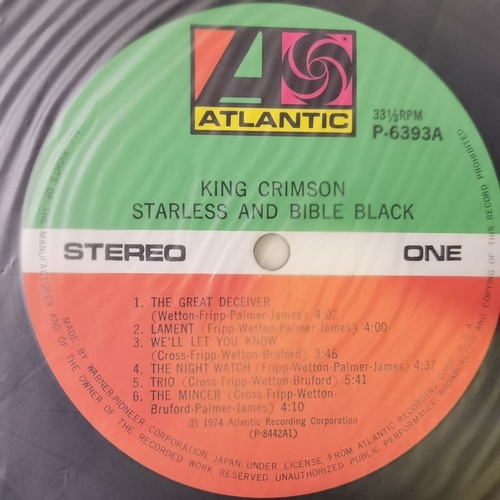 ATLANTIC
33⅓RPM
P-6393A
KING CRIMSON
STARLESS AND BIBLE BLACK
STEREO
ONE
1. THE GREAT DECEIVER
(Wetton-Fripp-Palmer-James) 4:02
2. LAMENT (Fripp-Wetton-Palmer-James) 4:00
3. WE'LL LET YOU KNOW
(Cross-Fripp-Wetton-Bruford) 3:46
4. THE NIGHT WATCH (Fripp-Wetton-Palmer-James) 4:37
5. TRIO (Cross-Fripp-Wetton-Bruford) 5:41
6. THE MINCER (Cross-Fripp-Wetton-
Bruford-Palmer-James) 4:10
Ⓟ 1974 Atlantic Recording Corporation
(P-8442A1)
MADE BY WARNER-PIONEER CORPORATION, JAPAN, UNDER LICENSE FROM ATLANTIC RECORDING CORP., U.S.A.
RIGHTS OF THE MANUFACTURER AND OF THE OWNER OF THE RECORDED WORK RESERVED. UNAUTHORIZED PUBLIC PERFORMANCE, BROADCASTING AND COPYING OF THIS RECORD PROHIBITED